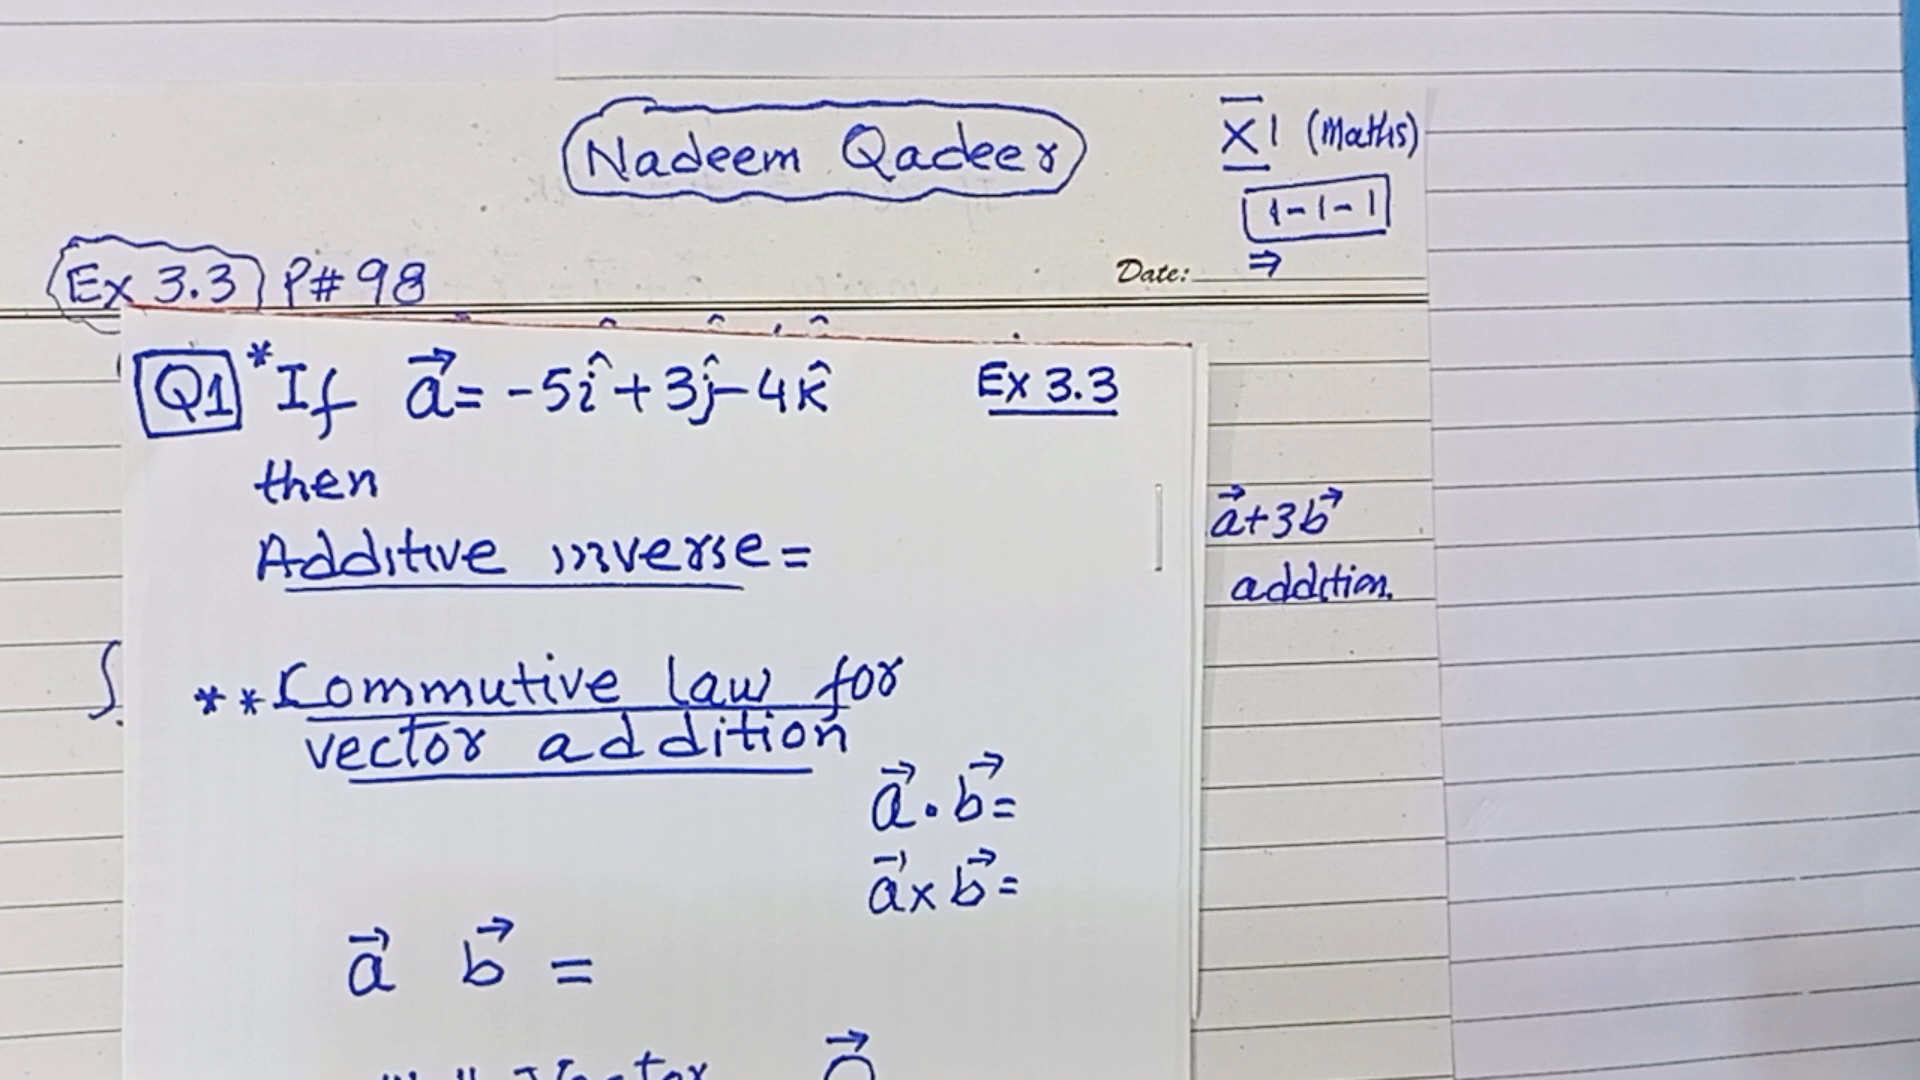 Nadeem Qadeer
XI (Maths)
1-1-1
⇒
Date:
Ex 3.3 P#98
Q1 *If a⃗ = -5î+3ĵ-4k̂ Ex 3.3
then
Additive inverse =
a⃗+3b⃗
addition.
**Commutive law for
vector addition
a⃗·b⃗=
a⃗×b⃗=
a⃗ b⃗ =